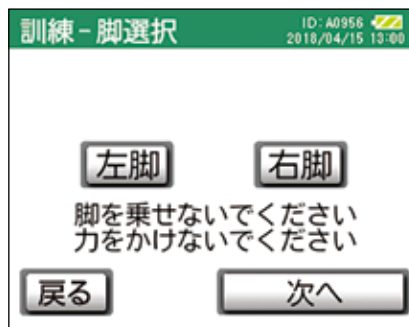 訓練-脚選択
ID:A0956
2018/04/15 13:00
左脚 右脚
脚を乗せないでください
力をかけないでください
戻る 次へ